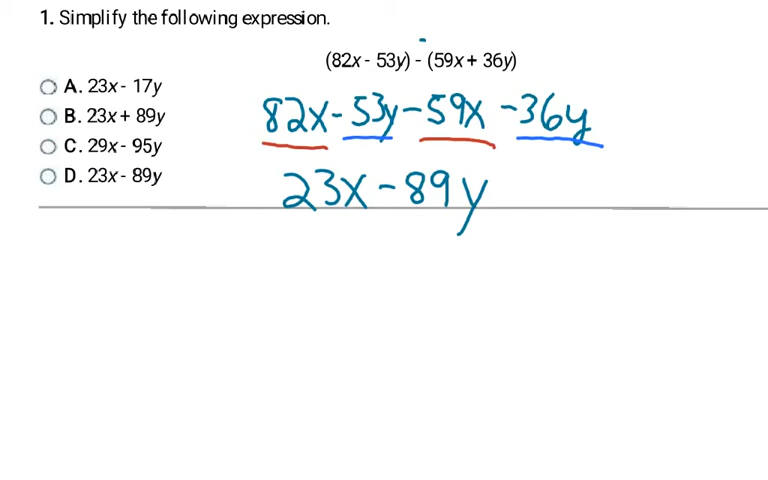 1. Simplify the following expression.
(82x - 53y) - (59x + 36y)
A. 23x - 17y
B. 23x + 89y
C. 29x - 95y
D. 23x - 89y
82x - 53y - 59x - 36y
23x - 89y